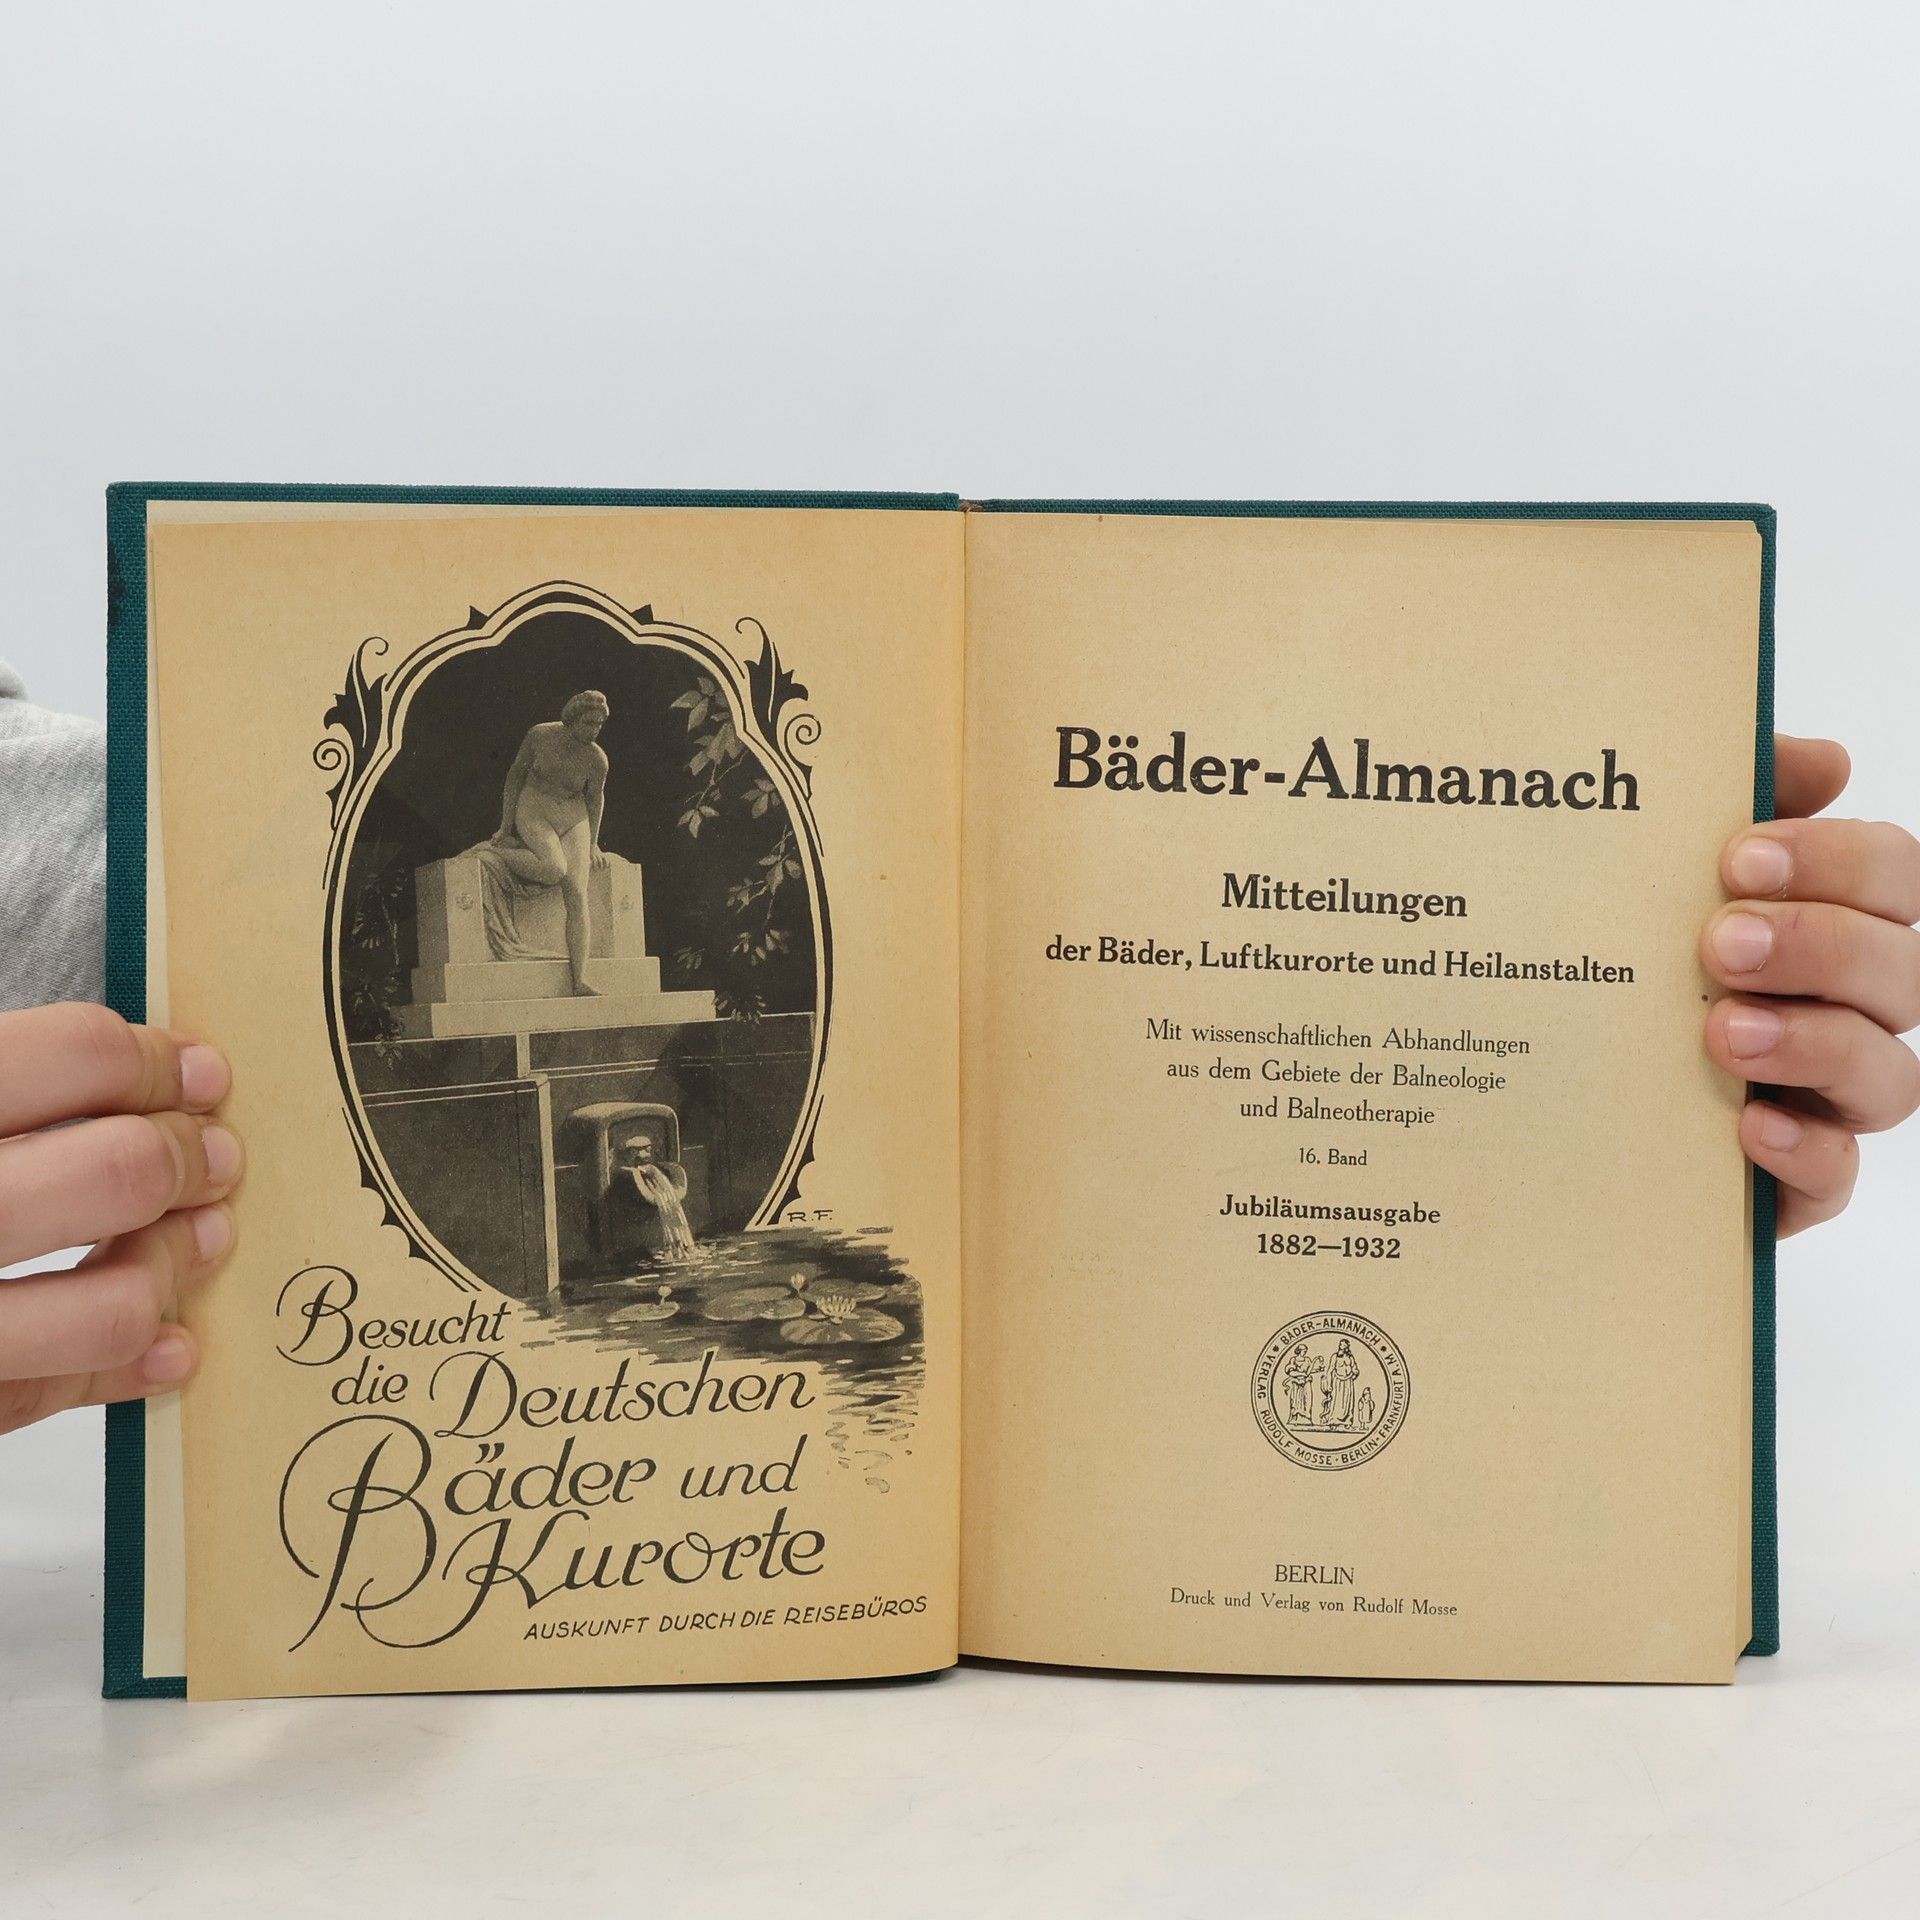 R.F.
Besucht
die Deutschen
Bäder und
Kurorte
AUSKUNFT DURCH DIE REISEBÜROS
Bäder-Almanach
Mitteilungen
der Bäder, Luftkurorte und Heilanstalten
Mit wissenschaftlichen Abhandlungen
aus dem Gebiete der Balneologie
und Balneotherapie
16. Band
Jubiläumsausgabe
1882—1932
BÄDER-ALMANACH
VERLAG RUDOLF MOSSE · BERLIN-FRANKFURT A.M
BERLIN
Druck und Verlag von Rudolf Mosse